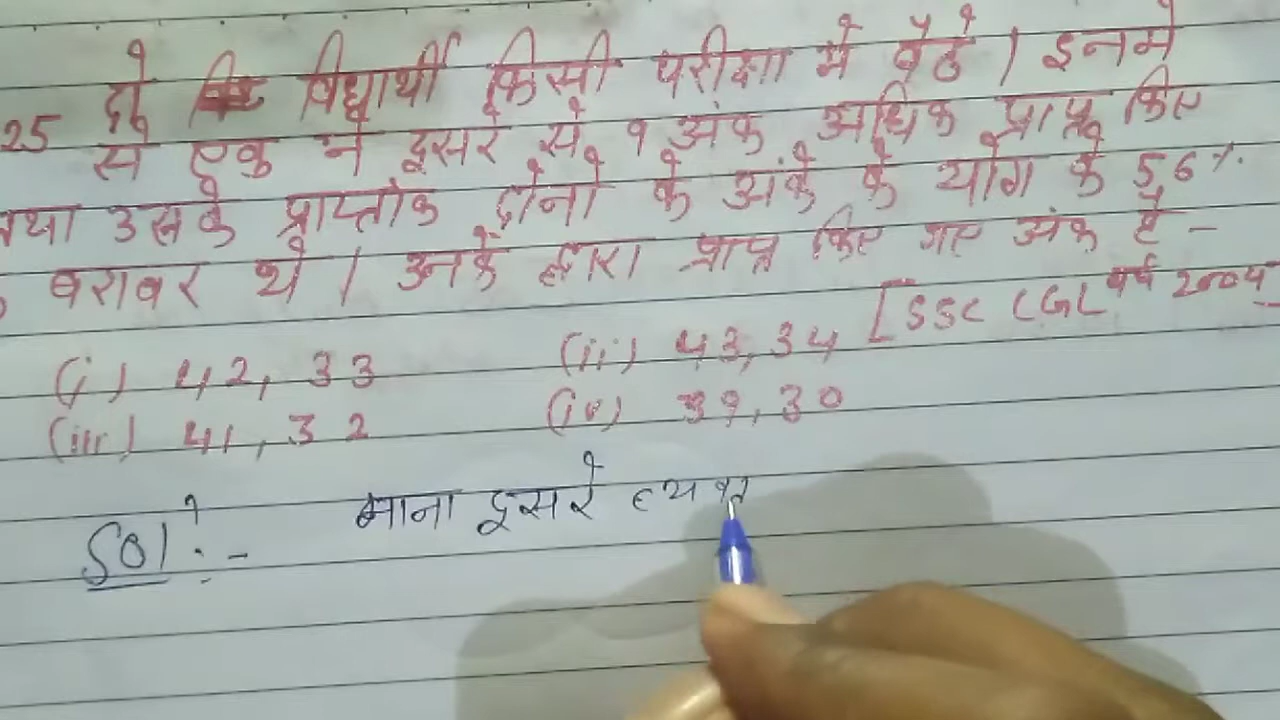 25 दो विद्यार्थी किसी परीक्षा में बैठे । इनमे
से एक ने दूसरे से 9 अंक अधिक प्राप्त किए
तथा उसके प्राप्तांक दोनो के अंको के योग के 56%
के बराबर थे । उनके द्वारा प्राप्त किए गए अंक है -
[SSC CGL वर्ष 2004]
(i) 42, 33 (ii) 43, 34
(iii) 41, 32 (iv) 39, 30
Sol :- माना दूसरे